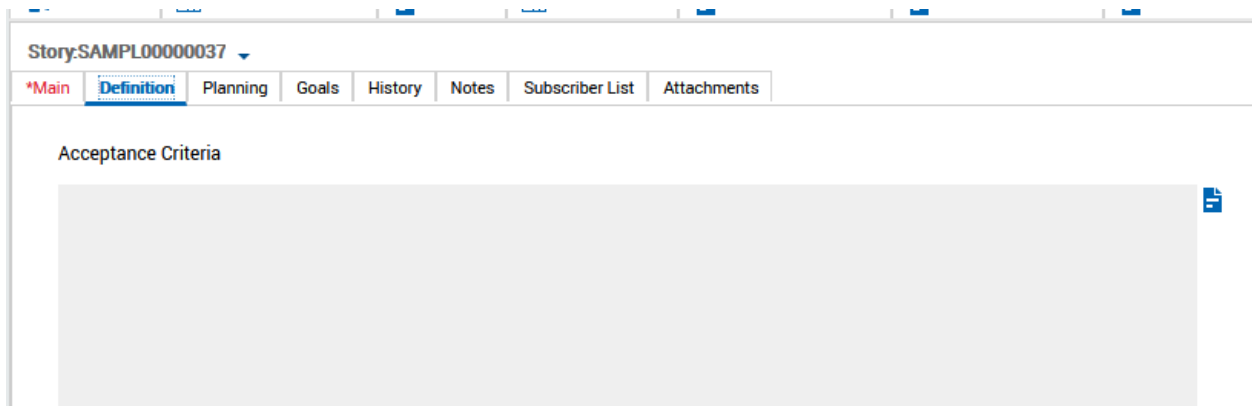 Story:SAMPL00000037
*Main Definition Planning Goals History Notes Subscriber List Attachments
Acceptance Criteria